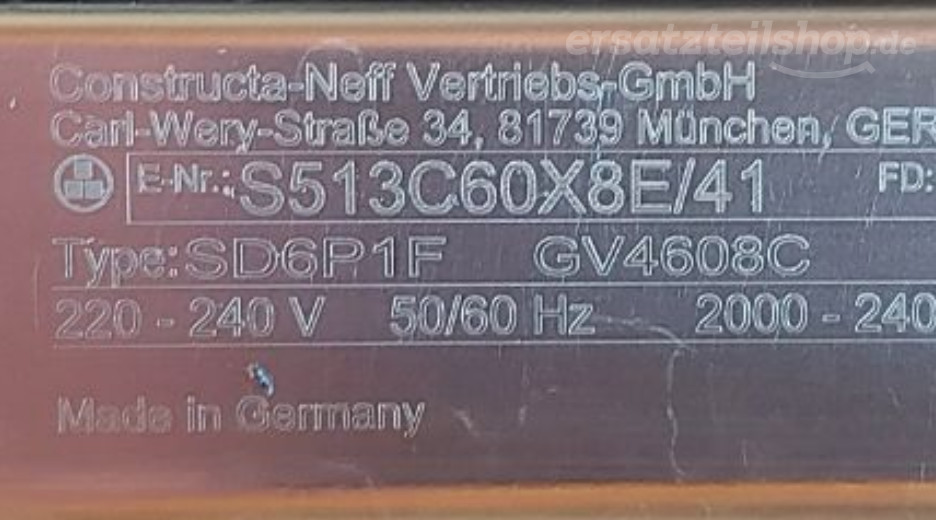 ersatzteilshop.de
Constructa-Neff Vertriebs-GmbH
Carl-Wery-Straße 34, 81739 München, GER
E-Nr.: S513C60X8E/41 FD:
Type: SD6P1F GV4608C
220 - 240 V 50/60 Hz 2000 - 240
Made in Germany